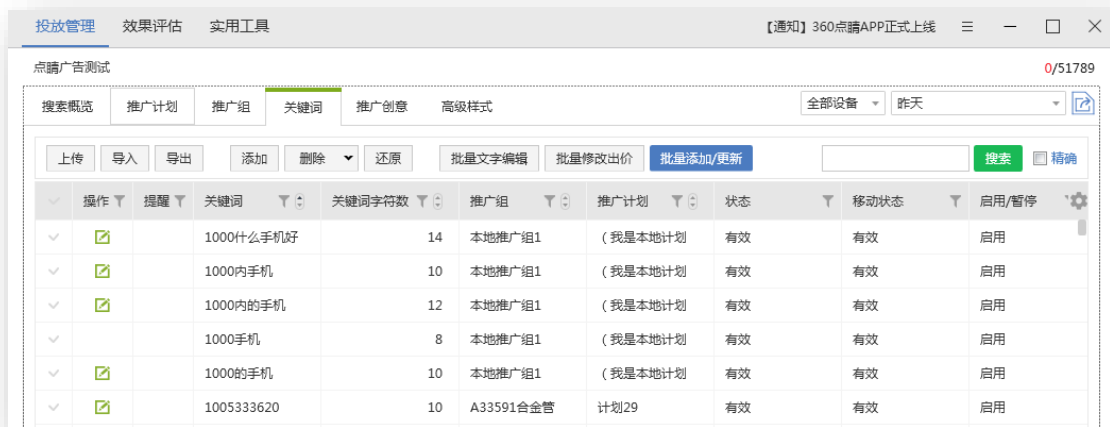 投放管理 效果评估 实用工具 【通知】360点睛APP正式上线
点睛广告测试 0/51789
搜索概览 推广计划 推广组 关键词 推广创意 高级样式 全部设备 昨天
上传 导入 导出 添加 删除 还原 批量文字编辑 批量修改出价 批量添加/更新 搜索 精确
操作 提醒 关键词 关键词字符数 推广组 推广计划 状态 移动状态 启用/暂停
1000什么手机好 14 本地推广组1 (我是本地计划 有效 有效 启用
1000内手机 10 本地推广组1 (我是本地计划 有效 有效 启用
1000内的手机 12 本地推广组1 (我是本地计划 有效 有效 启用
1000手机 8 本地推广组1 (我是本地计划 有效 有效 启用
1000的手机 10 本地推广组1 (我是本地计划 有效 有效 启用
1005333620 10 A33591合金管 计划29 有效 有效 启用